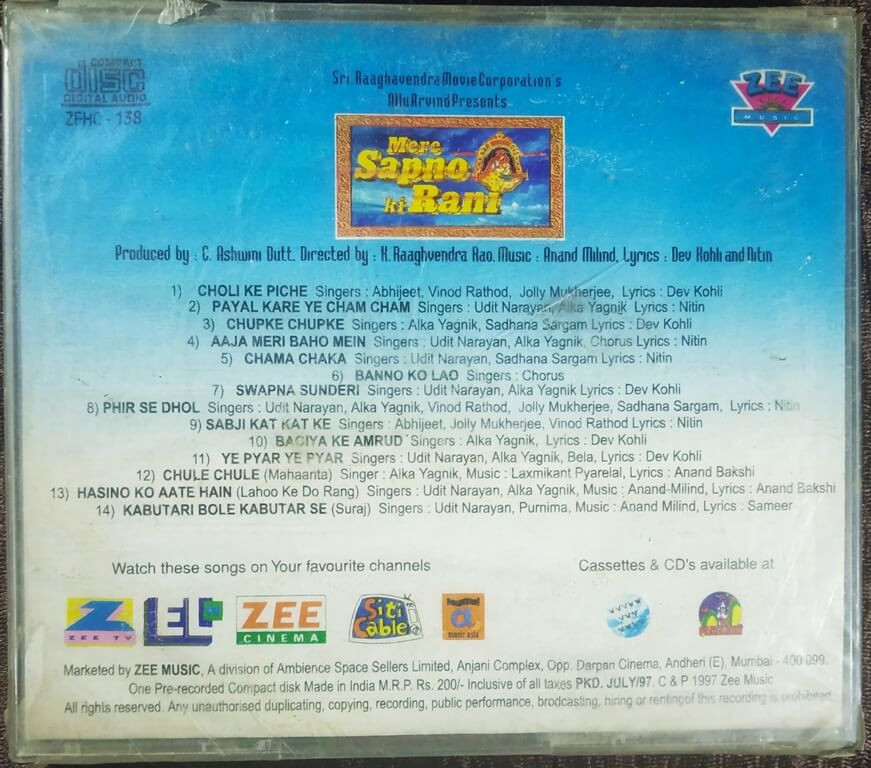 COMPACT
disc
DIGITAL AUDIO
ZFHC - 138
Sri. RaaghavendraMovieCorporation s
AlluArvindPresents
ZEE
MUSIC
Mere
Sapno
ki Rani
Produced by : C. Ashwini Dutt. Directed by : K. Raaghvendra Rao. Music : Anand Milind, Lyrics : Dev Kohli and Nitin
1) CHOLI KE PICHE Singers : Abhijeet, Vinod Rathod, Jolly Mukherjee, Lyrics : Dev Kohli
2) PAYAL KARE YE CHAM CHAM Singers : Udit Narayan, Alka Yagnik Lyrics : Nitin
3) CHUPKE CHUPKE Singers : Alka Yagnik, Sadhana Sargam Lyrics : Dev Kohli
4) AAJA MERI BAHO MEIN Singers : Udit Narayan, Alka Yagnik, Chorus Lyrics : Nitin
5) CHAMA CHAKA Singers : Udit Narayan, Sadhana Sargam Lyrics : Nitin
6) BANNO KO LAO Singers : Chorus
7) SWAPNA SUNDERI Singers : Udit Narayan, Alka Yagnik Lyrics : Dev Kohli
8) PHIR SE DHOL Singers : Udit Narayan, Alka Yagnik, Vinod Rathod, Jolly Mukherjee, Sadhana Sargam, Lyrics : Nitin
9) SABJI KAT KAT KE Singers : Abhijeet, Jolly Mukherjee, Vinod Rathod Lyrics : Nitin
10) BAGIYA KE AMRUD Singers : Alka Yagnik, Lyrics : Dev Kohli
11) YE PYAR YE PYAR Singers : Udit Narayan, Alka Yagnik, Bela, Lyrics : Dev Kohli
12) CHULE CHULE (Mahaanta) Singer : Alka Yagnik, Music : Laxmikant Pyarelal, Lyrics : Anand Bakshi
13) HASINO KO AATE HAIN (Lahoo Ke Do Rang) Singers : Udit Narayan, Alka Yagnik, Music : Anand-Milind, Lyrics : Anand Bakshi
14) KABUTARI BOLE KABUTAR SE (Suraj) Singers : Udit Narayan, Purnima, Music : Anand Milind, Lyrics : Sameer
Watch these songs on Your favourite channels
Cassettes & CD's available at
Z
ZEE TV
EL
ZEE
CINEMA
Siti
Cable
a
music asia
Marketed by ZEE MUSIC, A division of Ambience Space Sellers Limited, Anjani Complex, Opp. Darpan Cinema, Andheri (E), Mumbai - 400 099.
One Pre-recorded Compact disk Made in India M.R.P. Rs. 200/- Inclusive of all taxes PKD. JULY/97. C & P 1997 Zee Music
All rights reserved. Any unauthorised duplicating, copying, recording, public performance, brodcasting, hiring or rentingof this recording is prohibited.